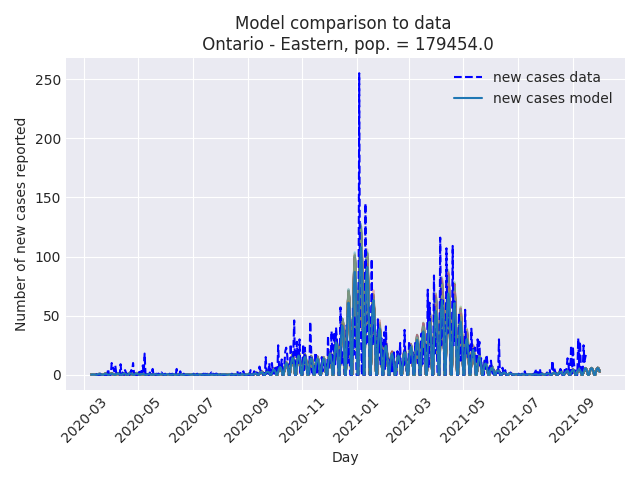 Model comparison to data
Ontario - Eastern, pop. = 179454.0
new cases data
new cases model
Number of new cases reported
250
200
150
100
50
0
2020-03
2020-05
2020-07
2020-09
2020-11
2021-01
2021-03
2021-05
2021-07
2021-09
Day